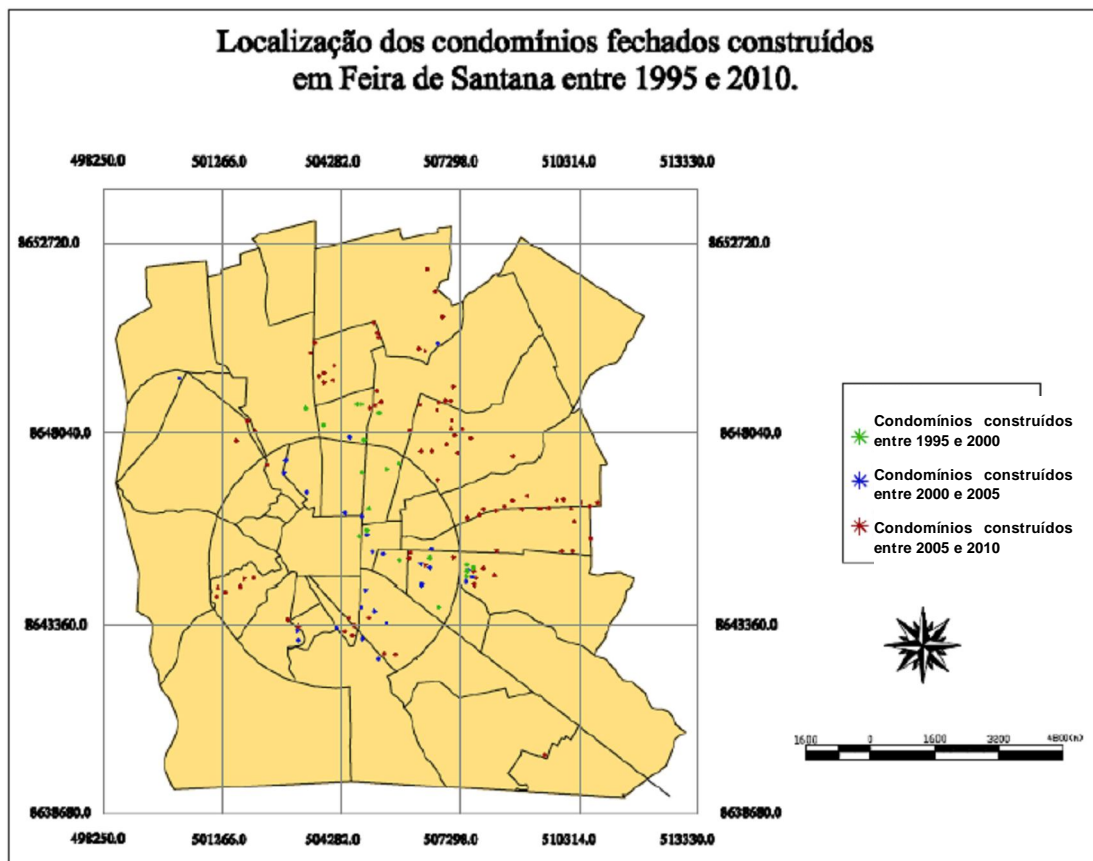 Localização dos condomínios fechados construídos
em Feira de Santana entre 1995 e 2010.
498250.0 501266.0 504282.0 507298.0 510314.0 513330.0
8652720.0 8652720.0
8648040.0 8648040.0
Condomínios construídos
entre 1995 e 2000
Condomínios construídos
entre 2000 e 2005
Condomínios construídos
entre 2005 e 2010
8643360.0 8643360.0
1600 0 1600 3200 4800(m)
8638680.0 8638680.0
498250.0 501266.0 504282.0 507298.0 510314.0 513330.0